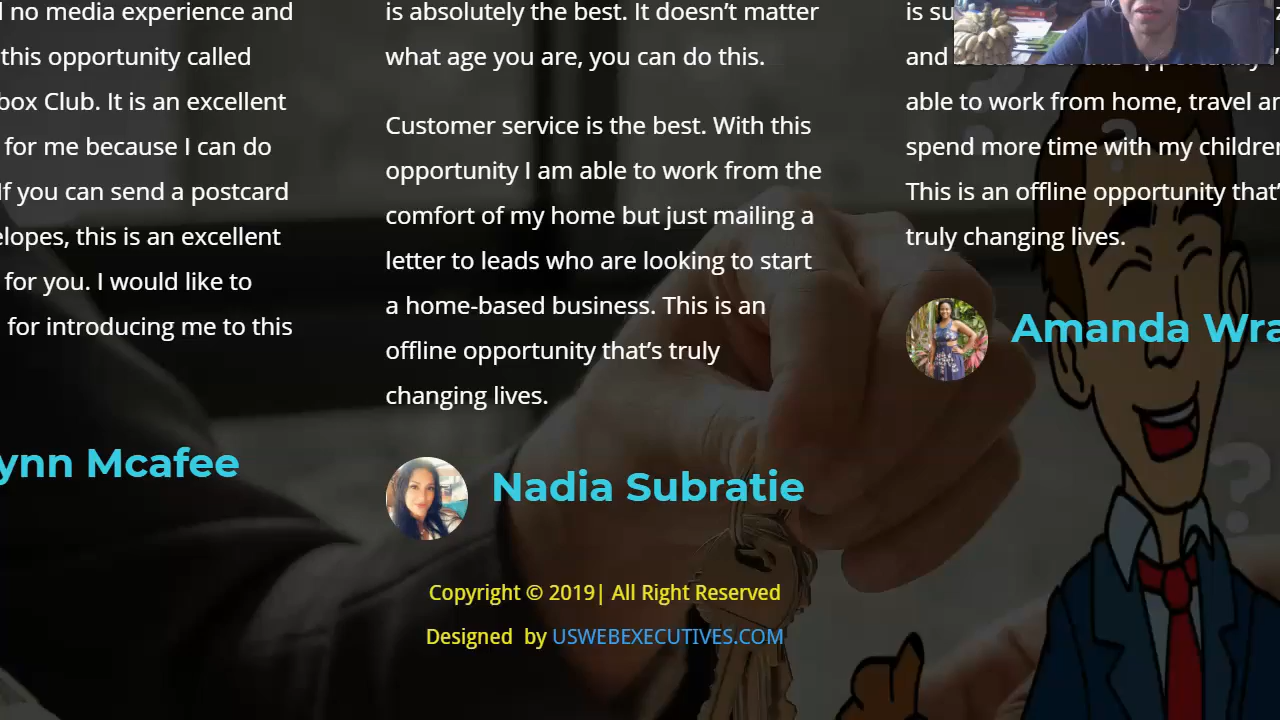 no media experience and
this opportunity called
box Club. It is an excellent
for me because I can do
If you can send a postcard
elopes, this is an excellent
for you. I would like to
for introducing me to this
ynn Mcafee
is absolutely the best. It doesn’t matter
what age you are, you can do this.
Customer service is the best. With this
opportunity I am able to work from the
comfort of my home but just mailing a
letter to leads who are looking to start
a home-based business. This is an
offline opportunity that’s truly
changing lives.
Nadia Subratie
is su
and
able to work from home, travel an
spend more time with my children
This is an offline opportunity that’
truly changing lives.
Amanda Wra
Copyright © 2019| All Right Reserved
Designed by USWEBEXECUTIVES.COM